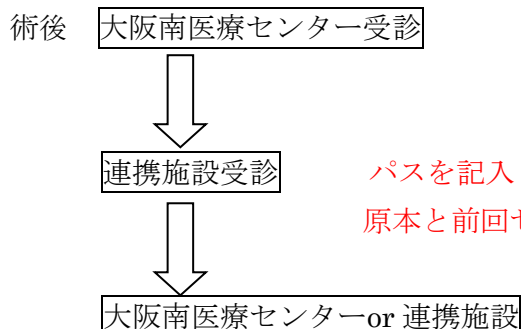 術後 大阪南医療センター受診
連携施設受診 パスを記入
原本と前回
大阪南医療センターor 連携施設